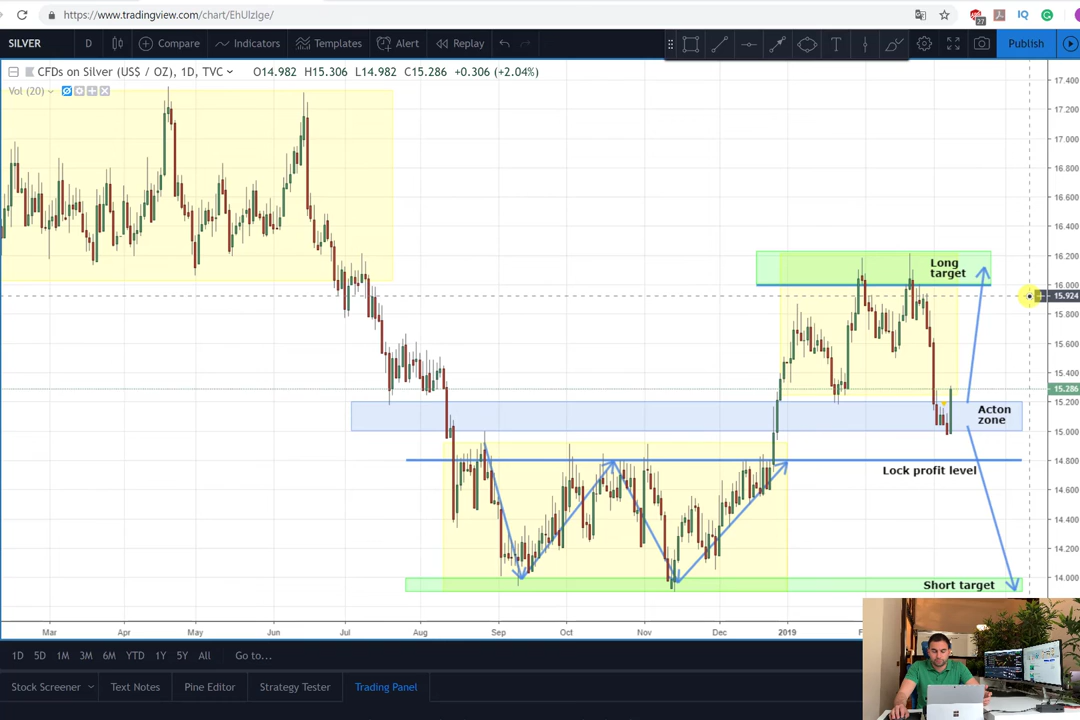 https://www.tradingview.com/chart/EhUlzIge/
27
IQ
SILVER
D
Compare
Indicators
Templates
Alert
Replay
T
Publish
CFDs on Silver (US$ / OZ), 1D, TVC
O14.982 H15.306 L14.982 C15.286 +0.306 (+2.04%)
Vol (20)
17.400
17.200
17.000
16.800
16.600
16.400
16.200
16.000
15.924
15.800
15.600
15.400
15.286
15.200
15.000
14.800
14.600
14.400
14.200
14.000
Long
target
Acton
zone
Lock profit level
Short target
Mar
Apr
May
Jun
Jul
Aug
Sep
Oct
Nov
Dec
2019
1D 5D 1M 3M 6M YTD 1Y 5Y All Go to...
Stock Screener
Text Notes
Pine Editor
Strategy Tester
Trading Panel